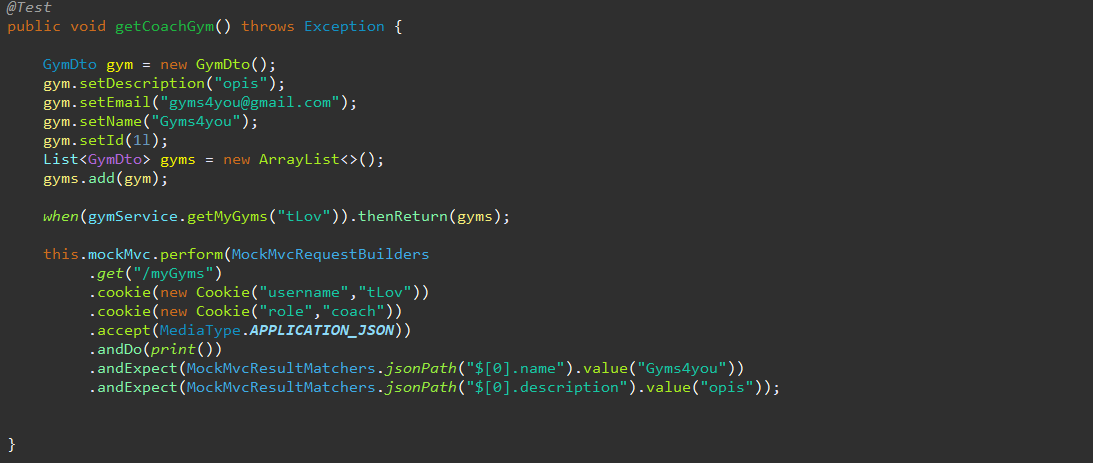 @Test
public void getCoachGym() throws Exception {
GymDto gym = new GymDto();
gym.setDescription("opis");
gym.setEmail("gyms4you@gmail.com");
gym.setName("Gyms4you");
gym.setId(1l);
List<GymDto> gyms = new ArrayList<>();
gyms.add(gym);
when(gymService.getMyGyms("tLov")).thenReturn(gyms);
this.mockMvc.perform(MockMvcRequestBuilders
.get("/myGyms")
.cookie(new Cookie("username","tLov"))
.cookie(new Cookie("role","coach"))
.accept(MediaType.APPLICATION_JSON))
.andDo(print())
.andExpect(MockMvcResultMatchers.jsonPath("$[0].name").value("Gyms4you"))
.andExpect(MockMvcResultMatchers.jsonPath("$[0].description").value("opis"));
}